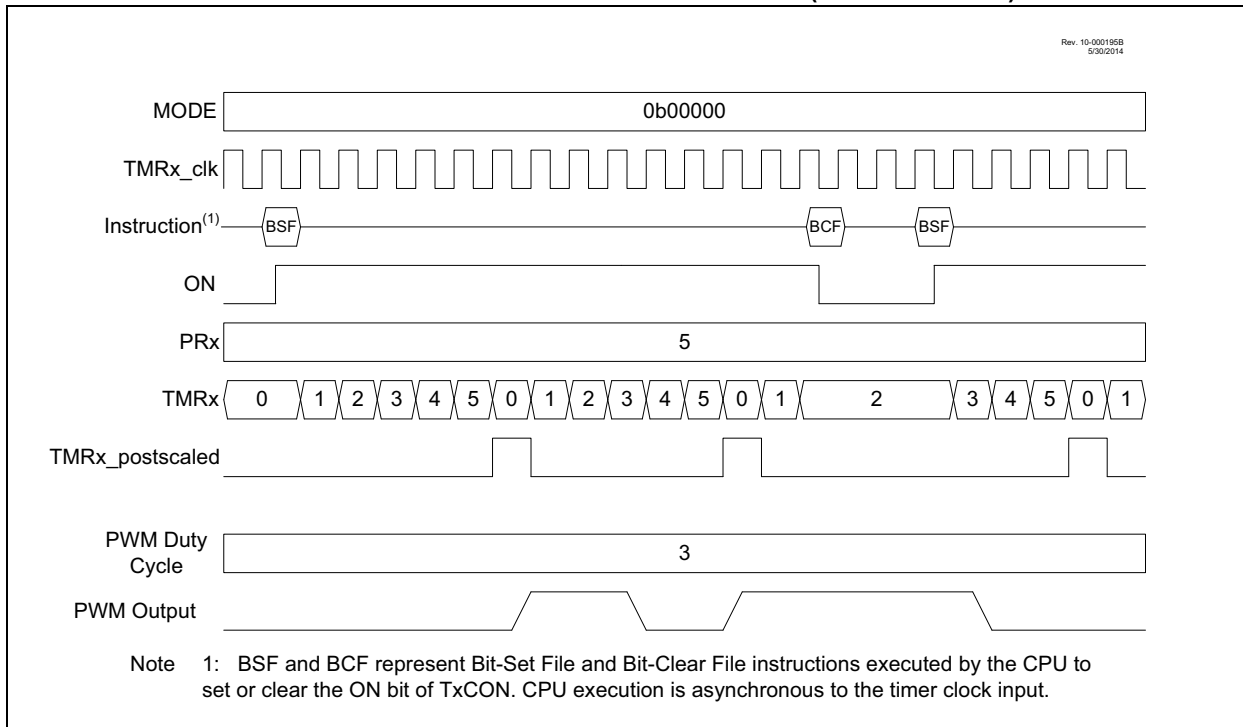 Rev. 10-000195B
5/30/2014
MODE 0b00000
TMRx_clk
Instruction(1) BSF BCF BSF
ON
PRx 5
TMRx 0 1 2 3 4 5 0 1 2 3 4 5 0 1 2 3 4 5 0 1
TMRx_postscaled
PWM Duty
Cycle 3
PWM Output
Note 1: BSF and BCF represent Bit-Set File and Bit-Clear File instructions executed by the CPU to
set or clear the ON bit of TxCON. CPU execution is asynchronous to the timer clock input.